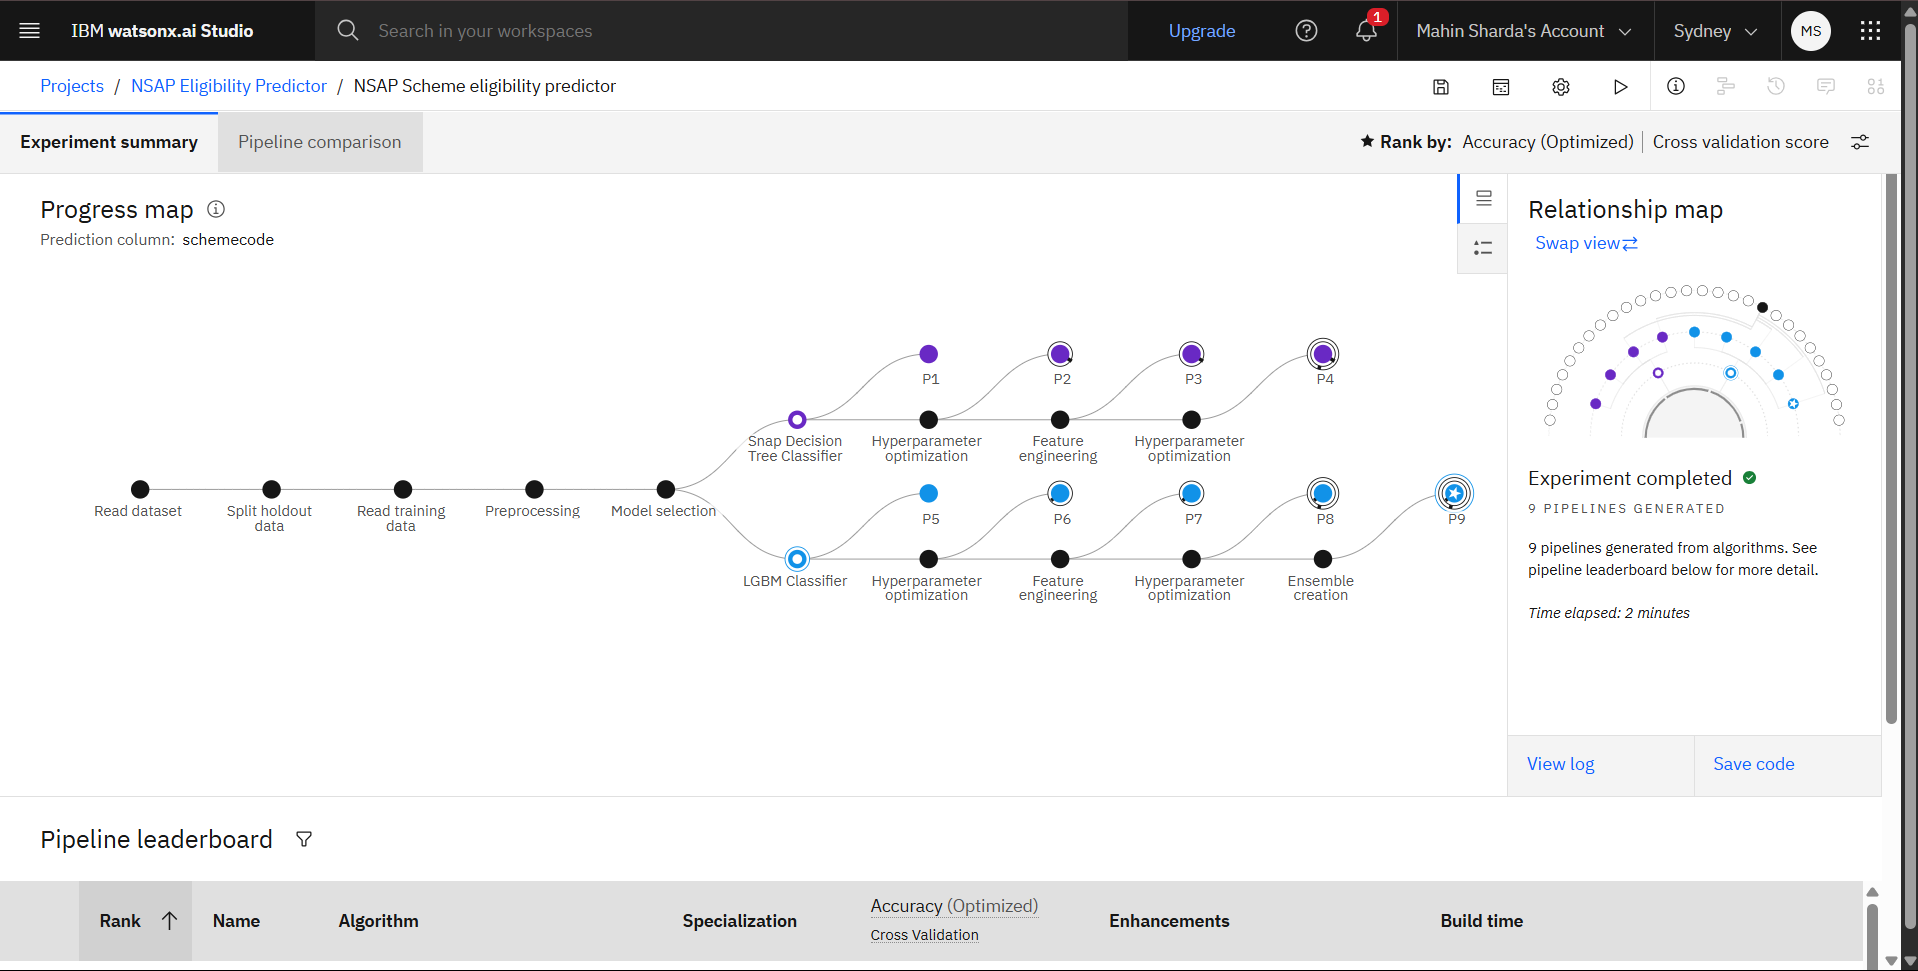 IBM watsonx.ai Studio
Search in your workspaces
Upgrade
1
Mahin Sharda's Account
Sydney
MS
Projects / NSAP Eligibility Predictor / NSAP Scheme eligibility predictor
Experiment summary
Pipeline comparison
Rank by: Accuracy (Optimized) | Cross validation score
Progress map
Prediction column: schemecode
P1
P2
P3
P4
Snap Decision
Tree Classifier
Hyperparameter
optimization
Feature
engineering
Hyperparameter
optimization
Read dataset
Split holdout
data
Read training
data
Preprocessing
Model selection
P5
P6
P7
P8
P9
LGBM Classifier
Hyperparameter
optimization
Feature
engineering
Hyperparameter
optimization
Ensemble
creation
Relationship map
Swap view
Experiment completed
9 PIPELINES GENERATED
9 pipelines generated from algorithms. See
pipeline leaderboard below for more detail.
Time elapsed: 2 minutes
View log
Save code
Pipeline leaderboard
Rank
Name
Algorithm
Specialization
Accuracy (Optimized)
Cross Validation
Enhancements
Build time